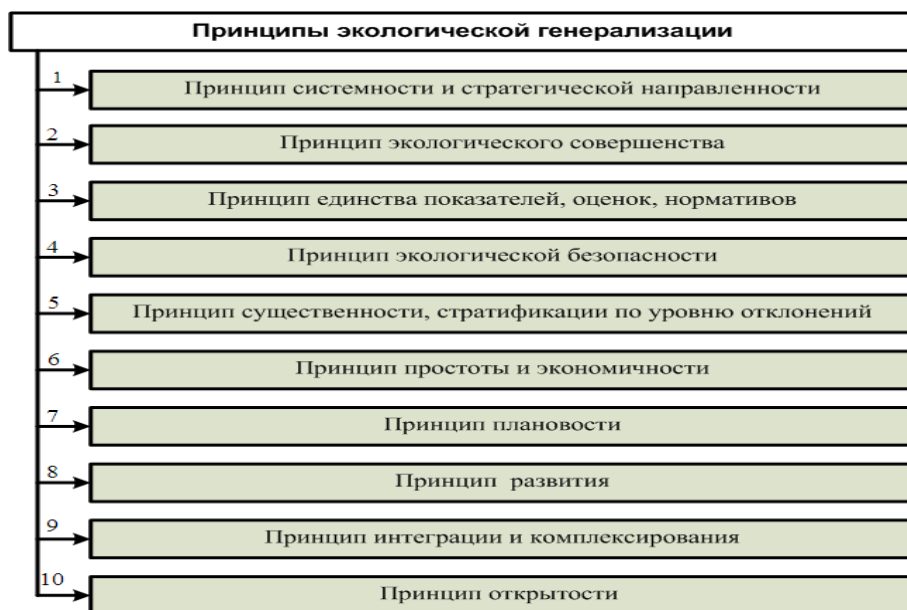 Принципы экологической генерализации
1 Принцип системности и стратегической направленности
2 Принцип экологического совершенства
3 Принцип единства показателей, оценок, нормативов
4 Принцип экологической безопасности
5 Принцип существенности, стратификации по уровню отклонений
6 Принцип простоты и экономичности
7 Принцип плановости
8 Принцип развития
9 Принцип интеграции и комплексирования
10 Принцип открытости